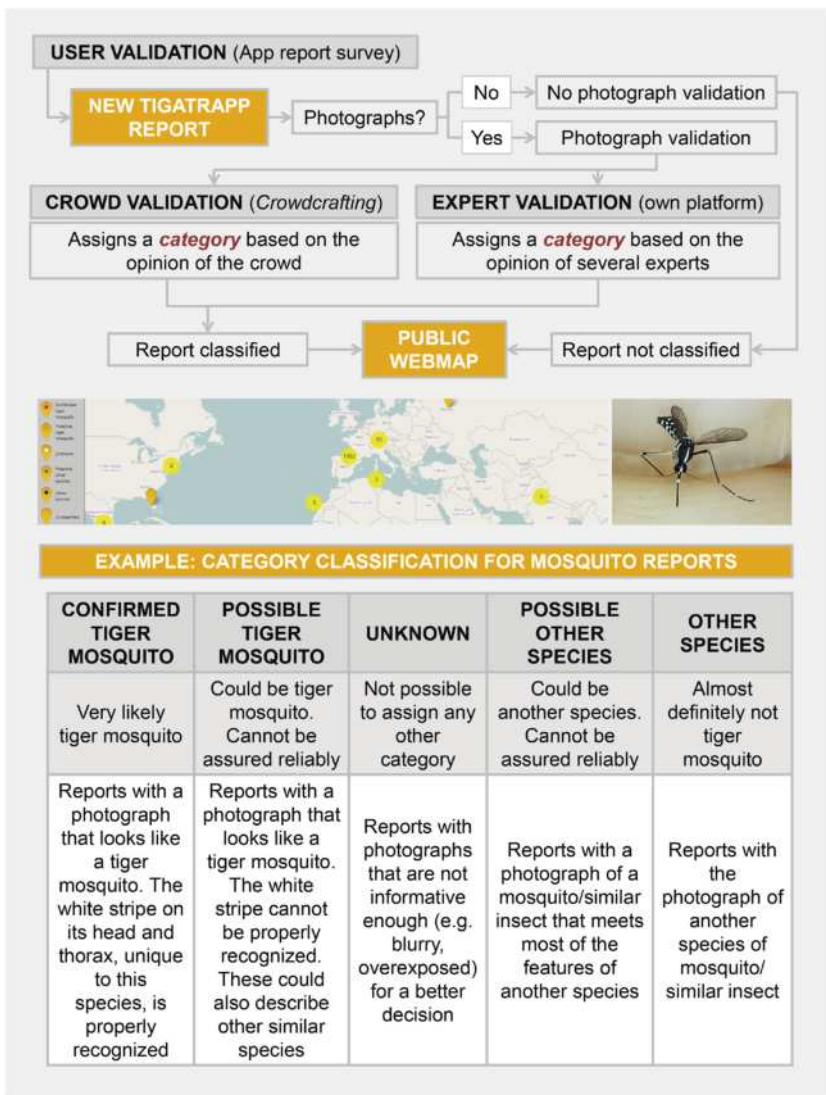 USER VALIDATION (App report survey)
NEW TIGATRAPP
REPORT
Photographs?
No
No photograph validation
Yes
Photograph validation
CROWD VALIDATION (Crowdcrafting)
Assigns a category based on the
opinion of the crowd
EXPERT VALIDATION (own platform)
Assigns a category based on the
opinion of several experts
Report classified
PUBLIC
WEBMAP
Report not classified
EXAMPLE: CATEGORY CLASSIFICATION FOR MOSQUITO REPORTS
CONFIRMED
TIGER
MOSQUITO
POSSIBLE
TIGER
MOSQUITO
UNKNOWN
POSSIBLE
OTHER
SPECIES
OTHER
SPECIES
Very likely
tiger mosquito
Could be tiger
mosquito.
Cannot be
assured reliably
Not possible
to assign any
other
category
Could be
another species.
Cannot be
assured reliably
Almost
definitely not
tiger
mosquito
Reports with a
photograph
that looks like
a tiger
mosquito. The
white stripe on
its head and
thorax, unique
to this
species, is
properly
recognized
Reports with a
photograph that
looks like a
tiger mosquito.
The white
stripe cannot
be properly
recognized.
These could
also describe
other similar
species
Reports with
photographs
that are not
informative
enough (e.g.
blurry,
overexposed)
for a better
decision
Reports with a
photograph of a
mosquito/similar
insect that meets
most of the
features of
another species
Reports with
the
photograph of
another
species of
mosquito/
similar insect